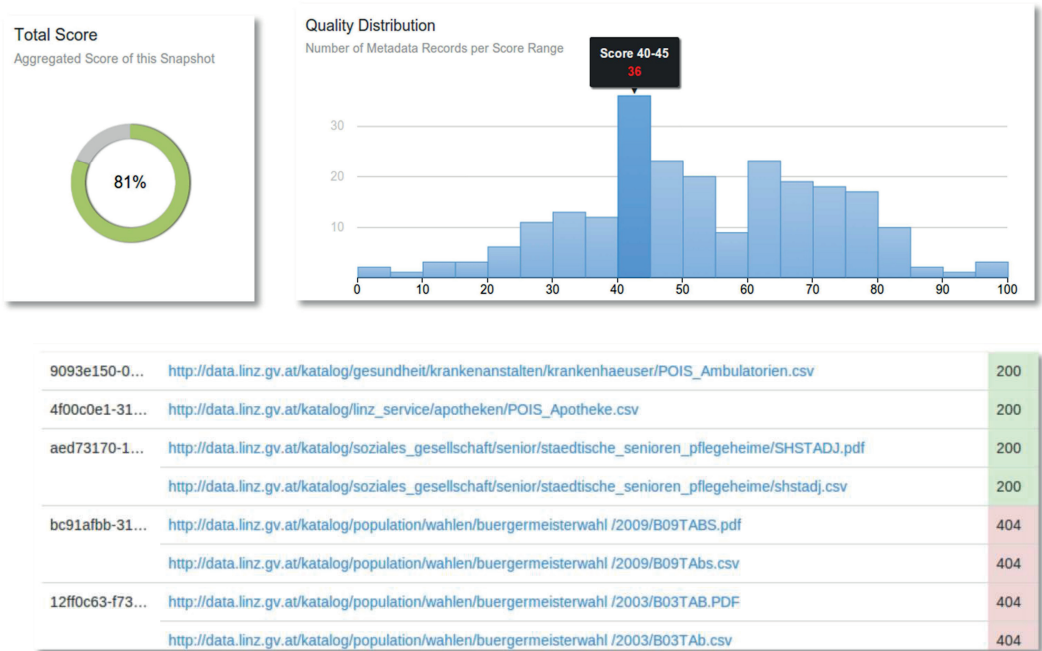 Total Score
Aggregated Score of this Snapshot
81%
Quality Distribution
Number of Metadata Records per Score Range
Score 40-45
36
30
20
10
0 10 20 30 40 50 60 70 80 90 100
9093e150-0... http://data.linz.gv.at/katalog/gesundheit/krankenanstalten/krankenhaeuser/POIS_Ambulatorien.csv 200
4f00c0e1-31... http://data.linz.gv.at/katalog/linz_service/apotheken/POIS_Apotheke.csv 200
aed73170-1... http://data.linz.gv.at/katalog/soziales_gesellschaft/senior/staedtische_senioren_pflegeheime/SHSTADJ.pdf 200
http://data.linz.gv.at/katalog/soziales_gesellschaft/senior/staedtische_senioren_pflegeheime/shstadj.csv 200
bc91afbb-31... http://data.linz.gv.at/katalog/population/wahlen/buergermeisterwahl /2009/B09TABS.pdf 404
http://data.linz.gv.at/katalog/population/wahlen/buergermeisterwahl /2009/B09TAbs.csv 404
12ff0c63-f73... http://data.linz.gv.at/katalog/population/wahlen/buergermeisterwahl /2003/B03TAB.PDF 404
http://data.linz.gv.at/katalog/population/wahlen/buergermeisterwahl /2003/B03TAb.csv 404